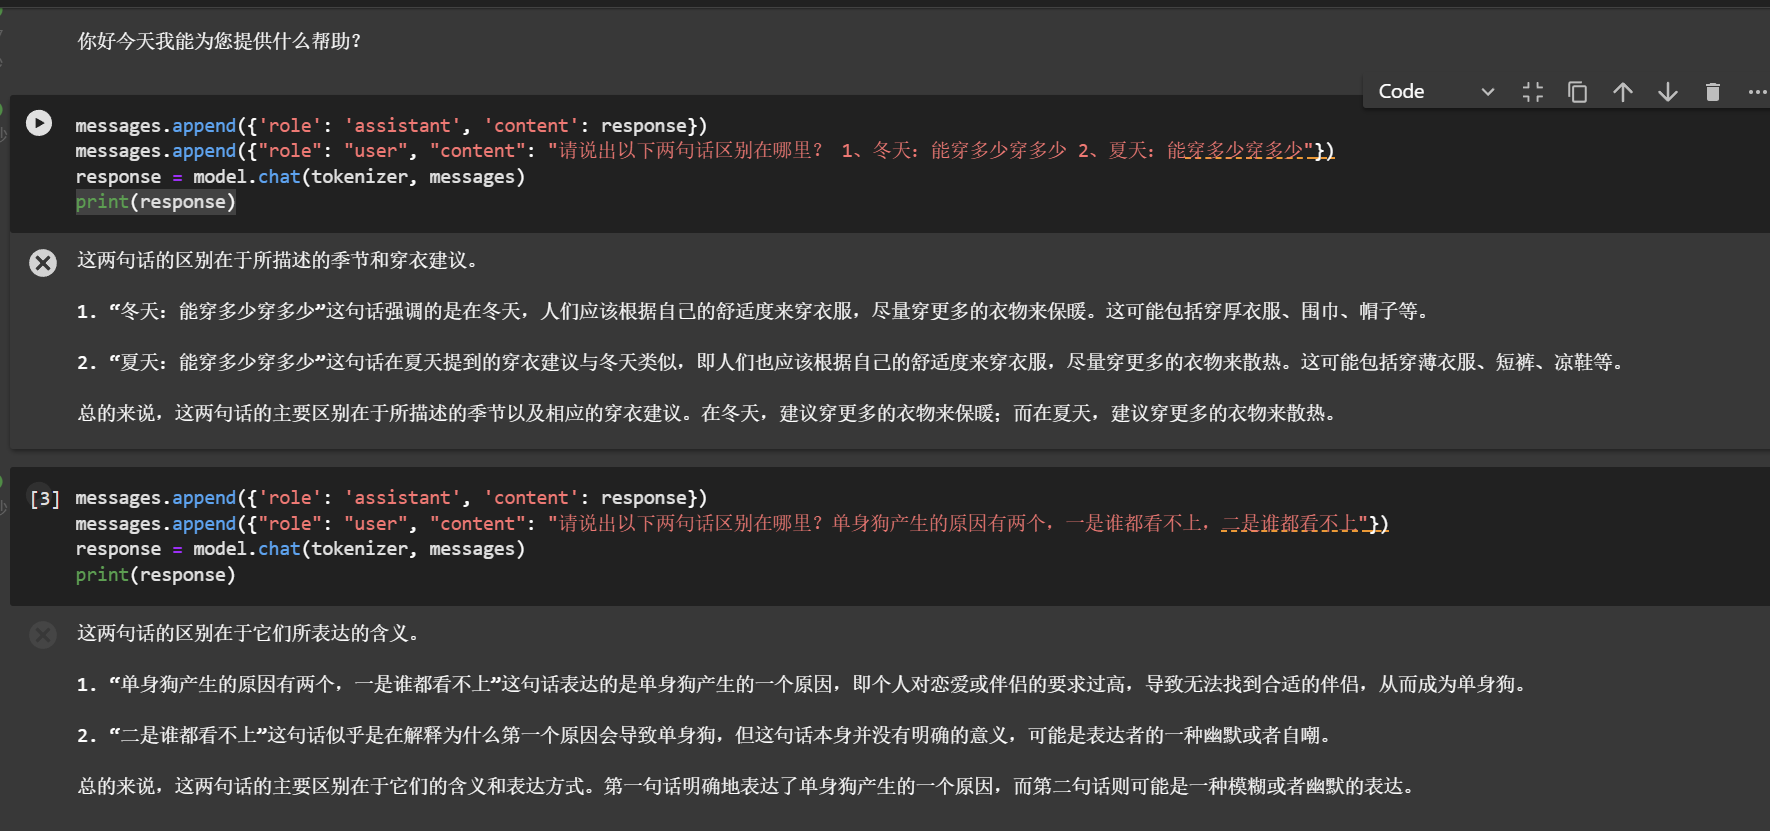 你好今天我能为您提供什么帮助？
Code
messages.append({'role': 'assistant', 'content': response})
messages.append({"role": "user", "content": "请说出以下两句话区别在哪里？ 1、冬天：能穿多少穿多少 2、夏天：能穿多少穿多少"})
response = model.chat(tokenizer, messages)
print(response)
这两句话的区别在于所描述的季节和穿衣建议。
1. “冬天：能穿多少穿多少”这句话强调的是在冬天，人们应该根据自己的舒适度来穿衣服，尽量穿更多的衣物来保暖。这可能包括穿厚衣服、围巾、帽子等。
2. “夏天：能穿多少穿多少”这句话在夏天提到的穿衣建议与冬天类似，即人们也应该根据自己的舒适度来穿衣服，尽量穿更多的衣物来散热。这可能包括穿薄衣服、短裤、凉鞋等。
总的来说，这两句话的主要区别在于所描述的季节以及相应的穿衣建议。在冬天，建议穿更多的衣物来保暖；而在夏天，建议穿更多的衣物来散热。
[3]
messages.append({'role': 'assistant', 'content': response})
messages.append({"role": "user", "content": "请说出以下两句话区别在哪里？单身狗产生的原因有两个，一是谁都看不上，二是谁都看不上"})
response = model.chat(tokenizer, messages)
print(response)
这两句话的区别在于它们所表达的含义。
1. “单身狗产生的原因有两个，一是谁都看不上”这句话表达的是单身狗产生的一个原因，即个人对恋爱或伴侣的要求过高，导致无法找到合适的伴侣，从而成为单身狗。
2. “二是谁都看不上”这句话似乎是在解释为什么第一个原因会导致单身狗，但这句话本身并没有明确的意义，可能是表达者的一种幽默或者自嘲。
总的来说，这两句话的主要区别在于它们的含义和表达方式。第一句话明确地表达了单身狗产生的一个原因，而第二句话则可能是一种模糊或者幽默的表达。